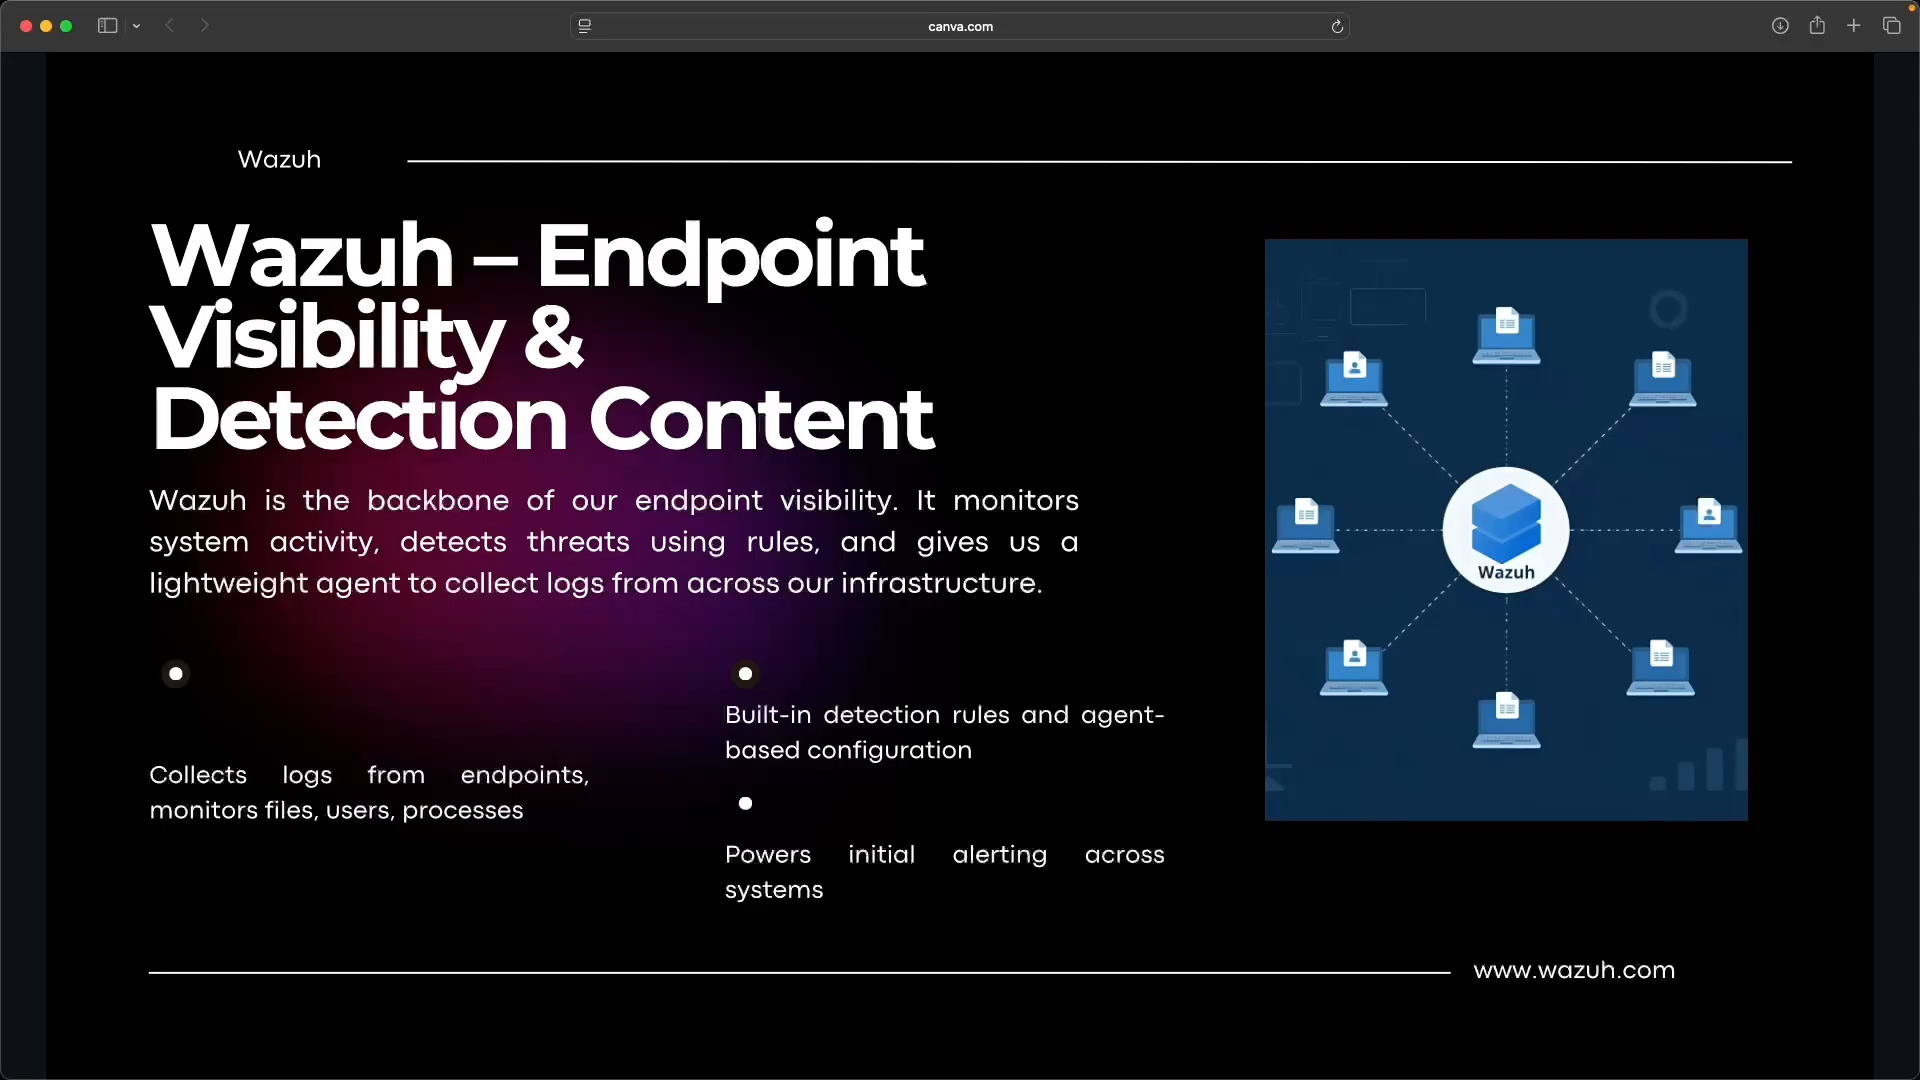 canva.com
Wazuh
Wazuh – Endpoint
Visibility &
Detection Content
Wazuh is the backbone of our endpoint visibility. It monitors
system activity, detects threats using rules, and gives us a
lightweight agent to collect logs from across our infrastructure.
Collects logs from endpoints,
monitors files, users, processes
Built-in detection rules and agent-
based configuration
Powers initial alerting across
systems
Wazuh
www.wazuh.com